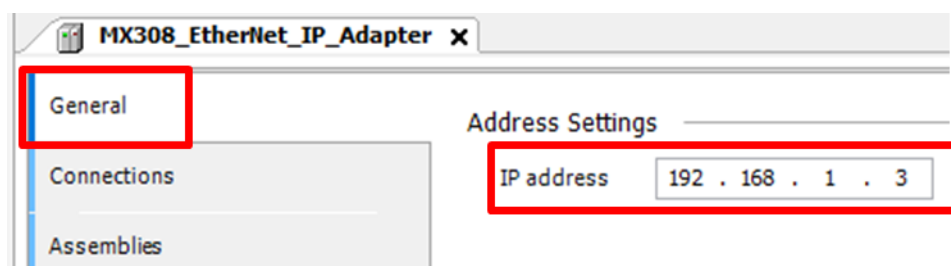 MX308_EtherNet_IP_Adapter
General
Address Settings
IP address 192 . 168 . 1 . 3
Connections
Assemblies